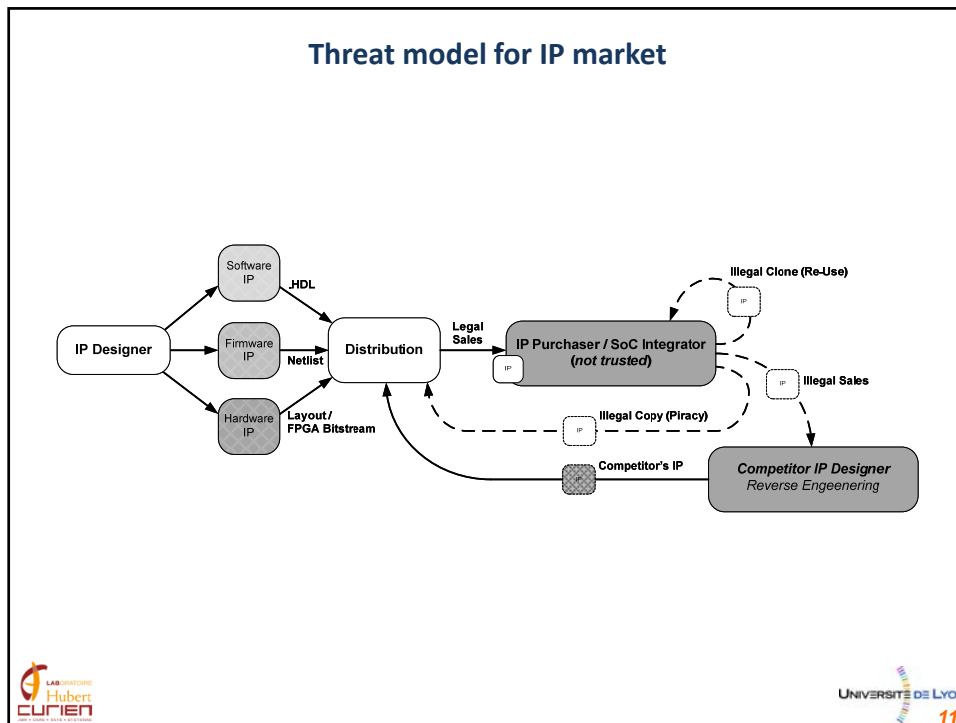 Threat model for IP market
Software
IP
.HDL
Illegal Clone (Re-Use)
IP
IP Designer
Firmware
IP
Netlist
Distribution
Legal
Sales
IP
IP Purchaser / SoC Integrator
(not trusted)
IP
Illegal Sales
Hardware
IP
Layout /
FPGA Bitstream
Illegal Copy (Piracy)
IP
Competitor's IP
IP
Competitor IP Designer
Reverse Engeenering
LABORATOIRE
Hubert
CURIEN
UNIVERSITÉ DE LYO
11